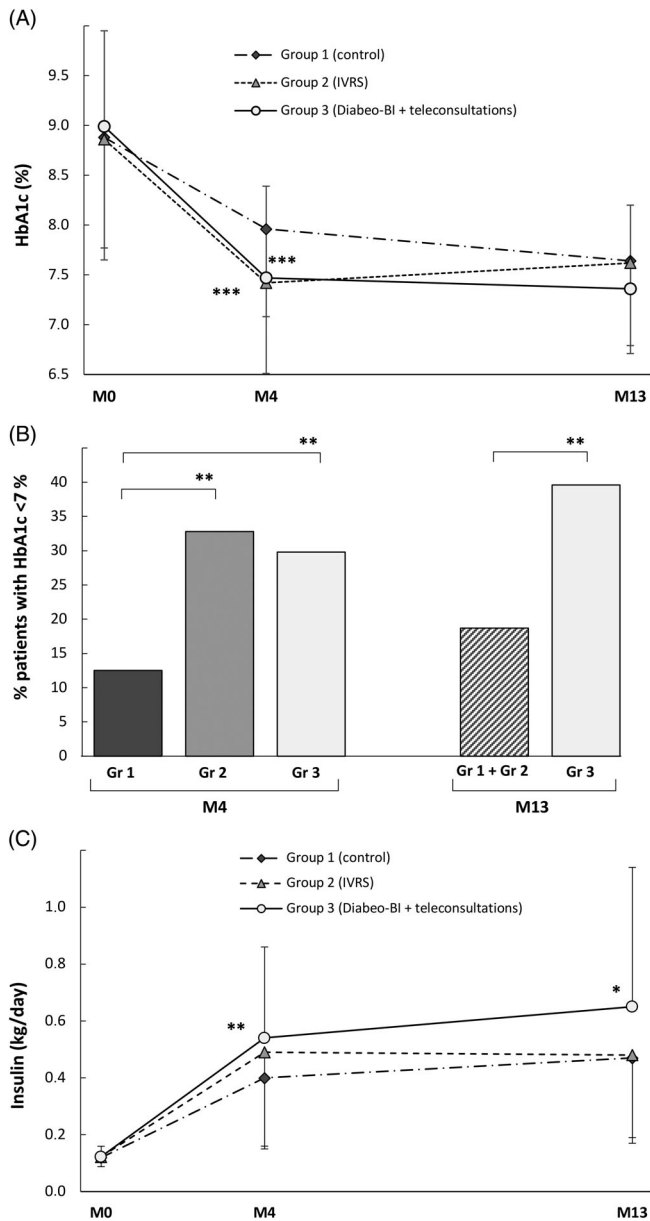 (A)
Group 1 (control)
Group 2 (IVRS)
Group 3 (Diabeo-BI + teleconsultations)
HbA1c (%)
9.5
9.0
8.5
8.0
7.5
7.0
6.5
***
***
M0
M4
M13
(B)
% patients with HbA1c <7 %
40
35
30
25
20
15
10
5
0
**
**
**
Gr 1
Gr 2
Gr 3
Gr 1 + Gr 2
Gr 3
M4
M13
(C)
Group 1 (control)
Group 2 (IVRS)
Group 3 (Diabeo-BI + teleconsultations)
Insulin (kg/day)
1.0
0.8
0.6
0.4
0.2
0.0
**
*
M0
M4
M13